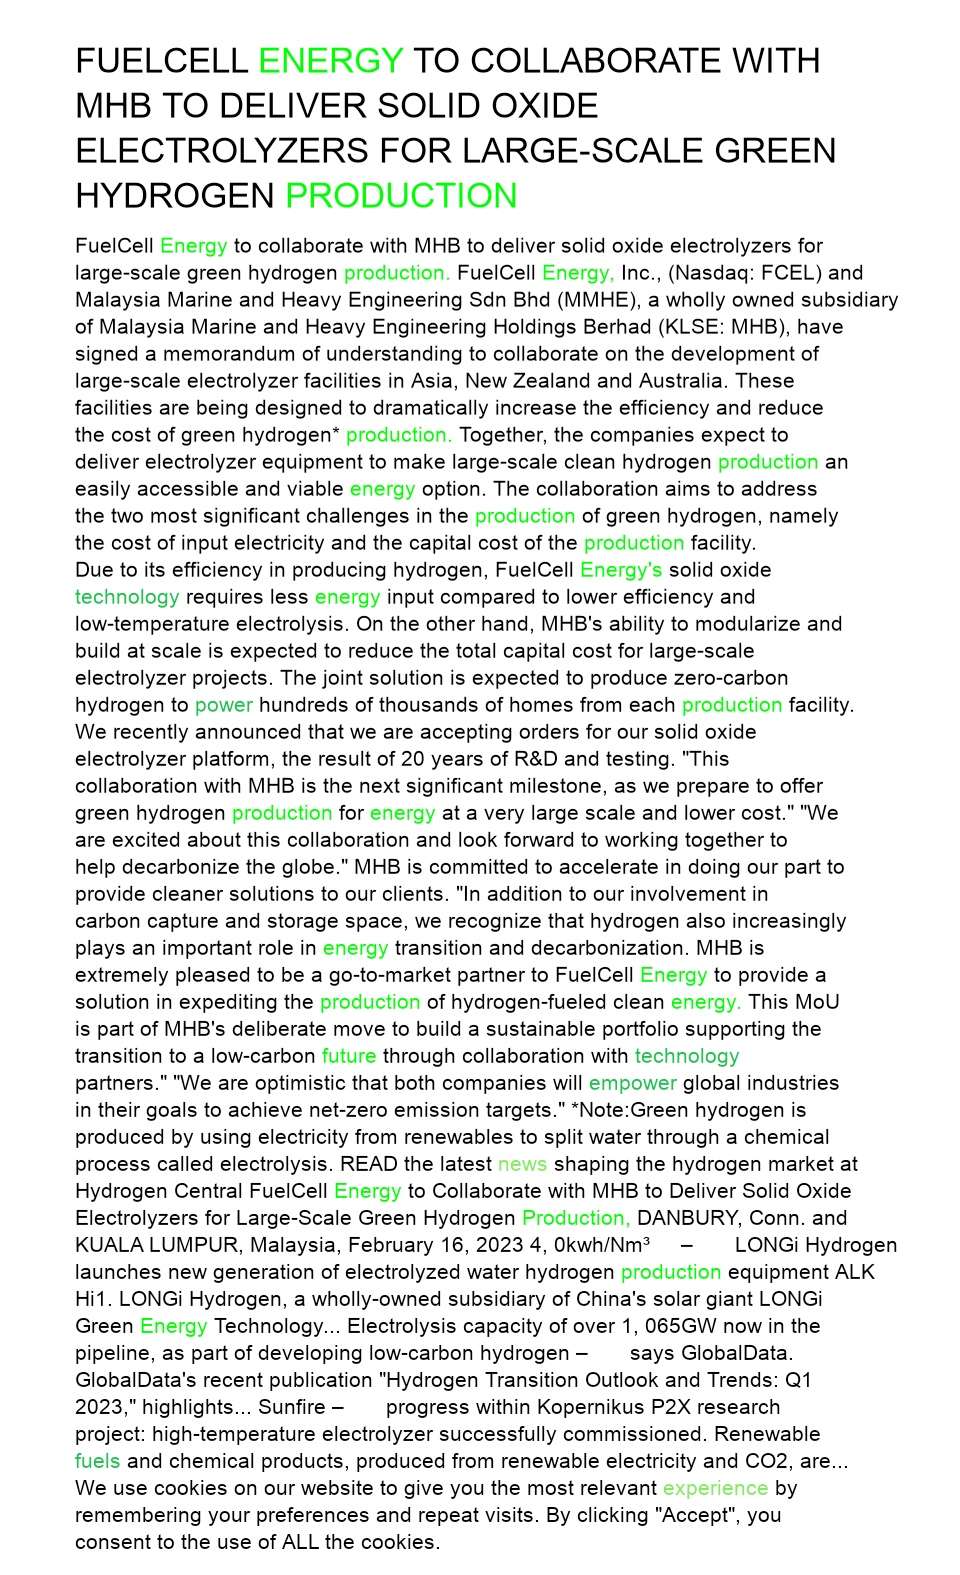 FUELCELL ENERGY TO COLLABORATE WITH
MHB TO DELIVER SOLID OXIDE
ELECTROLYZERS FOR LARGE-SCALE GREEN
HYDROGEN PRODUCTION
FuelCell Energy to collaborate with MHB to deliver solid oxide electrolyzers for
large-scale green hydrogen production. FuelCell Energy, Inc., (Nasdaq: FCEL) and
Malaysia Marine and Heavy Engineering Sdn Bhd (MMHE), a wholly owned subsidiary
of Malaysia Marine and Heavy Engineering Holdings Berhad (KLSE: MHB), have
signed a memorandum of understanding to collaborate on the development of
large-scale electrolyzer facilities in Asia, New Zealand and Australia. These
facilities are being designed to dramatically increase the efficiency and reduce
the cost of green hydrogen* production. Together, the companies expect to
deliver electrolyzer equipment to make large-scale clean hydrogen production an
easily accessible and viable energy option. The collaboration aims to address
the two most significant challenges in the production of green hydrogen, namely
the cost of input electricity and the capital cost of the production facility.
Due to its efficiency in producing hydrogen, FuelCell Energy's solid oxide
technology requires less energy input compared to lower efficiency and
low-temperature electrolysis. On the other hand, MHB's ability to modularize and
build at scale is expected to reduce the total capital cost for large-scale
electrolyzer projects. The joint solution is expected to produce zero-carbon
hydrogen to power hundreds of thousands of homes from each production facility.
We recently announced that we are accepting orders for our solid oxide
electrolyzer platform, the result of 20 years of R&D and testing. "This
collaboration with MHB is the next significant milestone, as we prepare to offer
green hydrogen production for energy at a very large scale and lower cost." "We
are excited about this collaboration and look forward to working together to
help decarbonize the globe." MHB is committed to accelerate in doing our part to
provide cleaner solutions to our clients. "In addition to our involvement in
carbon capture and storage space, we recognize that hydrogen also increasingly
plays an important role in energy transition and decarbonization. MHB is
extremely pleased to be a go-to-market partner to FuelCell Energy to provide a
solution in expediting the production of hydrogen-fueled clean energy. This MoU
is part of MHB's deliberate move to build a sustainable portfolio supporting the
transition to a low-carbon future through collaboration with technology
partners." "We are optimistic that both companies will empower global industries
in their goals to achieve net-zero emission targets." *Note:Green hydrogen is
produced by using electricity from renewables to split water through a chemical
process called electrolysis. READ the latest news shaping the hydrogen market at
Hydrogen Central FuelCell Energy to Collaborate with MHB to Deliver Solid Oxide
Electrolyzers for Large-Scale Green Hydrogen Production, DANBURY, Conn. and
KUALA LUMPUR, Malaysia, February 16, 2023 4, 0kwh/Nm³ – LONGi Hydrogen
launches new generation of electrolyzed water hydrogen production equipment ALK
Hi1. LONGi Hydrogen, a wholly-owned subsidiary of China's solar giant LONGi
Green Energy Technology... Electrolysis capacity of over 1, 065GW now in the
pipeline, as part of developing low-carbon hydrogen – says GlobalData.
GlobalData's recent publication "Hydrogen Transition Outlook and Trends: Q1
2023," highlights... Sunfire – progress within Kopernikus P2X research
project: high-temperature electrolyzer successfully commissioned. Renewable
fuels and chemical products, produced from renewable electricity and CO2, are...
We use cookies on our website to give you the most relevant experience by
remembering your preferences and repeat visits. By clicking "Accept", you
consent to the use of ALL the cookies.